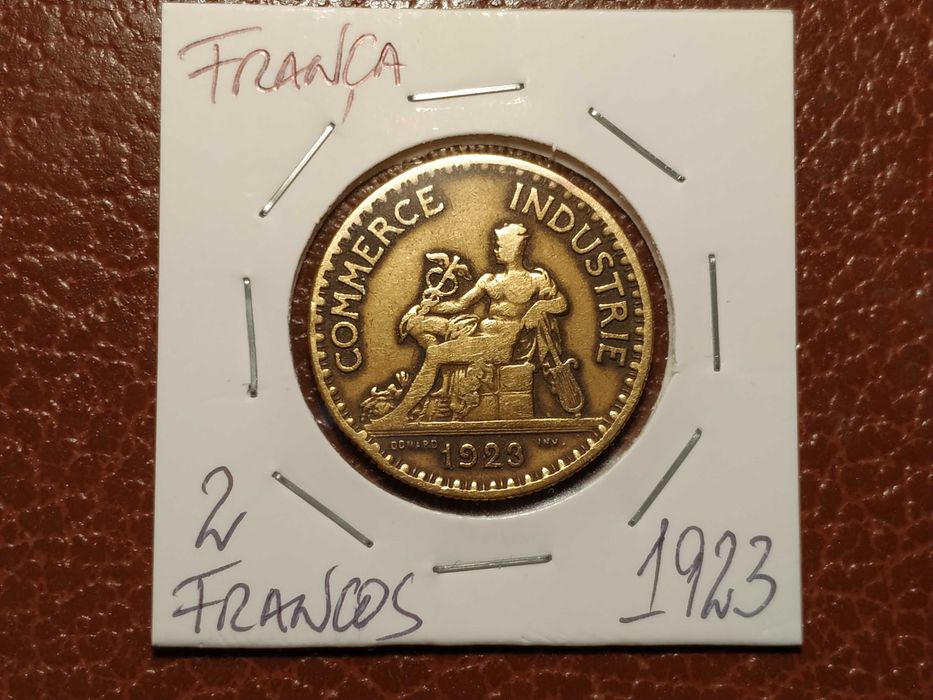 FRANÇA
COMMERCE INDUSTRIE
DOMARD INV.
1923
2
FRANCOS
1923